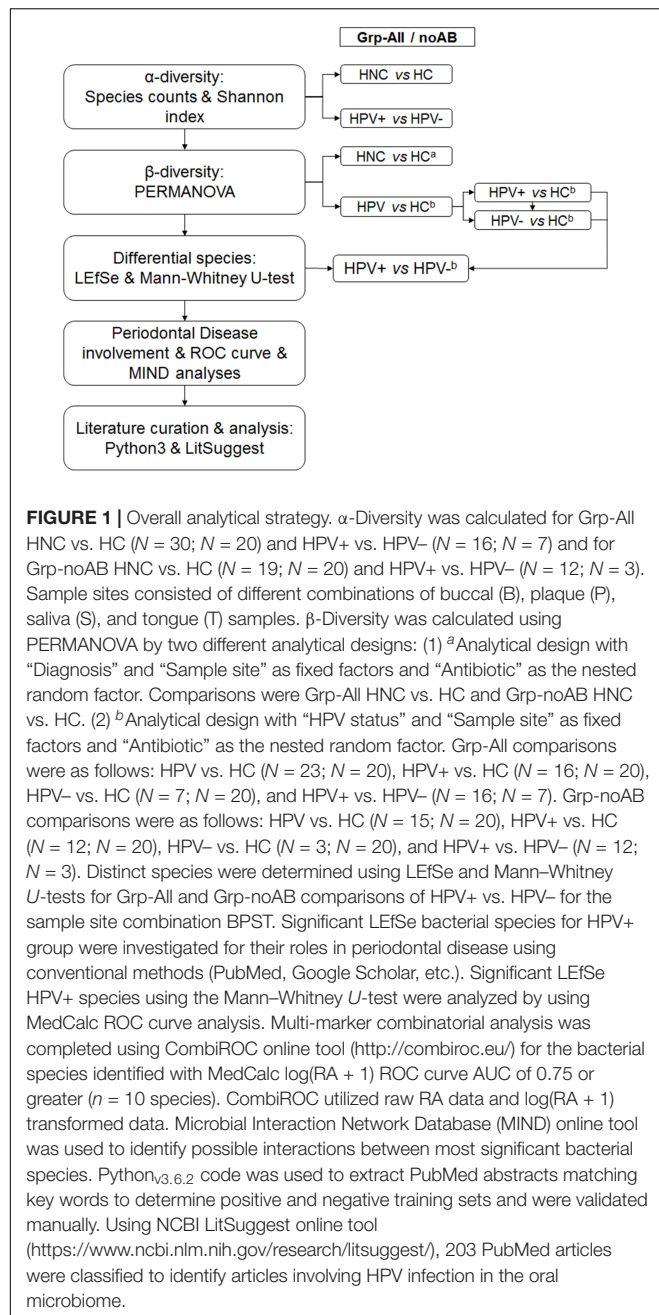 Grp-All / noAB
α-diversity:
Species counts & Shannon
index
HNC vs HC
HPV+ vs HPV-
β-diversity:
PERMANOVA
HNC vs HCa
HPV vs HCb
HPV+ vs HCb
HPV- vs HCb
Differential species:
LEfSe & Mann-Whitney U-test
HPV+ vs HPV-b
Periodontal Disease
involvement & ROC curve &
MIND analyses
Literature curation & analysis:
Python3 & LitSuggest
FIGURE 1 | Overall analytical strategy. α-Diversity was calculated for Grp-All
HNC vs. HC (N = 30; N = 20) and HPV+ vs. HPV– (N = 16; N = 7) and for
Grp-noAB HNC vs. HC (N = 19; N = 20) and HPV+ vs. HPV– (N = 12; N = 3).
Sample sites consisted of different combinations of buccal (B), plaque (P),
saliva (S), and tongue (T) samples. β-Diversity was calculated using
PERMANOVA by two different analytical designs: (1) aAnalytical design with
“Diagnosis” and “Sample site” as fixed factors and “Antibiotic” as the nested
random factor. Comparisons were Grp-All HNC vs. HC and Grp-noAB HNC
vs. HC. (2) bAnalytical design with “HPV status” and “Sample site” as fixed
factors and “Antibiotic” as the nested random factor. Grp-All comparisons
were as follows: HPV vs. HC (N = 23; N = 20), HPV+ vs. HC (N = 16; N = 20),
HPV– vs. HC (N = 7; N = 20), and HPV+ vs. HPV– (N = 16; N = 7). Grp-noAB
comparisons were as follows: HPV vs. HC (N = 15; N = 20), HPV+ vs. HC
(N = 12; N = 20), HPV– vs. HC (N = 3; N = 20), and HPV+ vs. HPV– (N = 12;
N = 3). Distinct species were determined using LEfSe and Mann–Whitney
U-tests for Grp-All and Grp-noAB comparisons of HPV+ vs. HPV– for the
sample site combination BPST. Significant LEfSe bacterial species for HPV+
group were investigated for their roles in periodontal disease using
conventional methods (PubMed, Google Scholar, etc.). Significant LEfSe
HPV+ species using the Mann–Whitney U-test were analyzed by using
MedCalc ROC curve analysis. Multi-marker combinatorial analysis was
completed using CombiROC online tool (http://combiroc.eu/) for the bacterial
species identified with MedCalc log(RA + 1) ROC curve AUC of 0.75 or
greater (n = 10 species). CombiROC utilized raw RA data and log(RA + 1)
transformed data. Microbial Interaction Network Database (MIND) online tool
was used to identify possible interactions between most significant bacterial
species. Pythonv3.6.2 code was used to extract PubMed abstracts matching
key words to determine positive and negative training sets and were validated
manually. Using NCBI LitSuggest online tool
(https://www.ncbi.nlm.nih.gov/research/litsuggest/), 203 PubMed articles
were classified to identify articles involving HPV infection in the oral
microbiome.